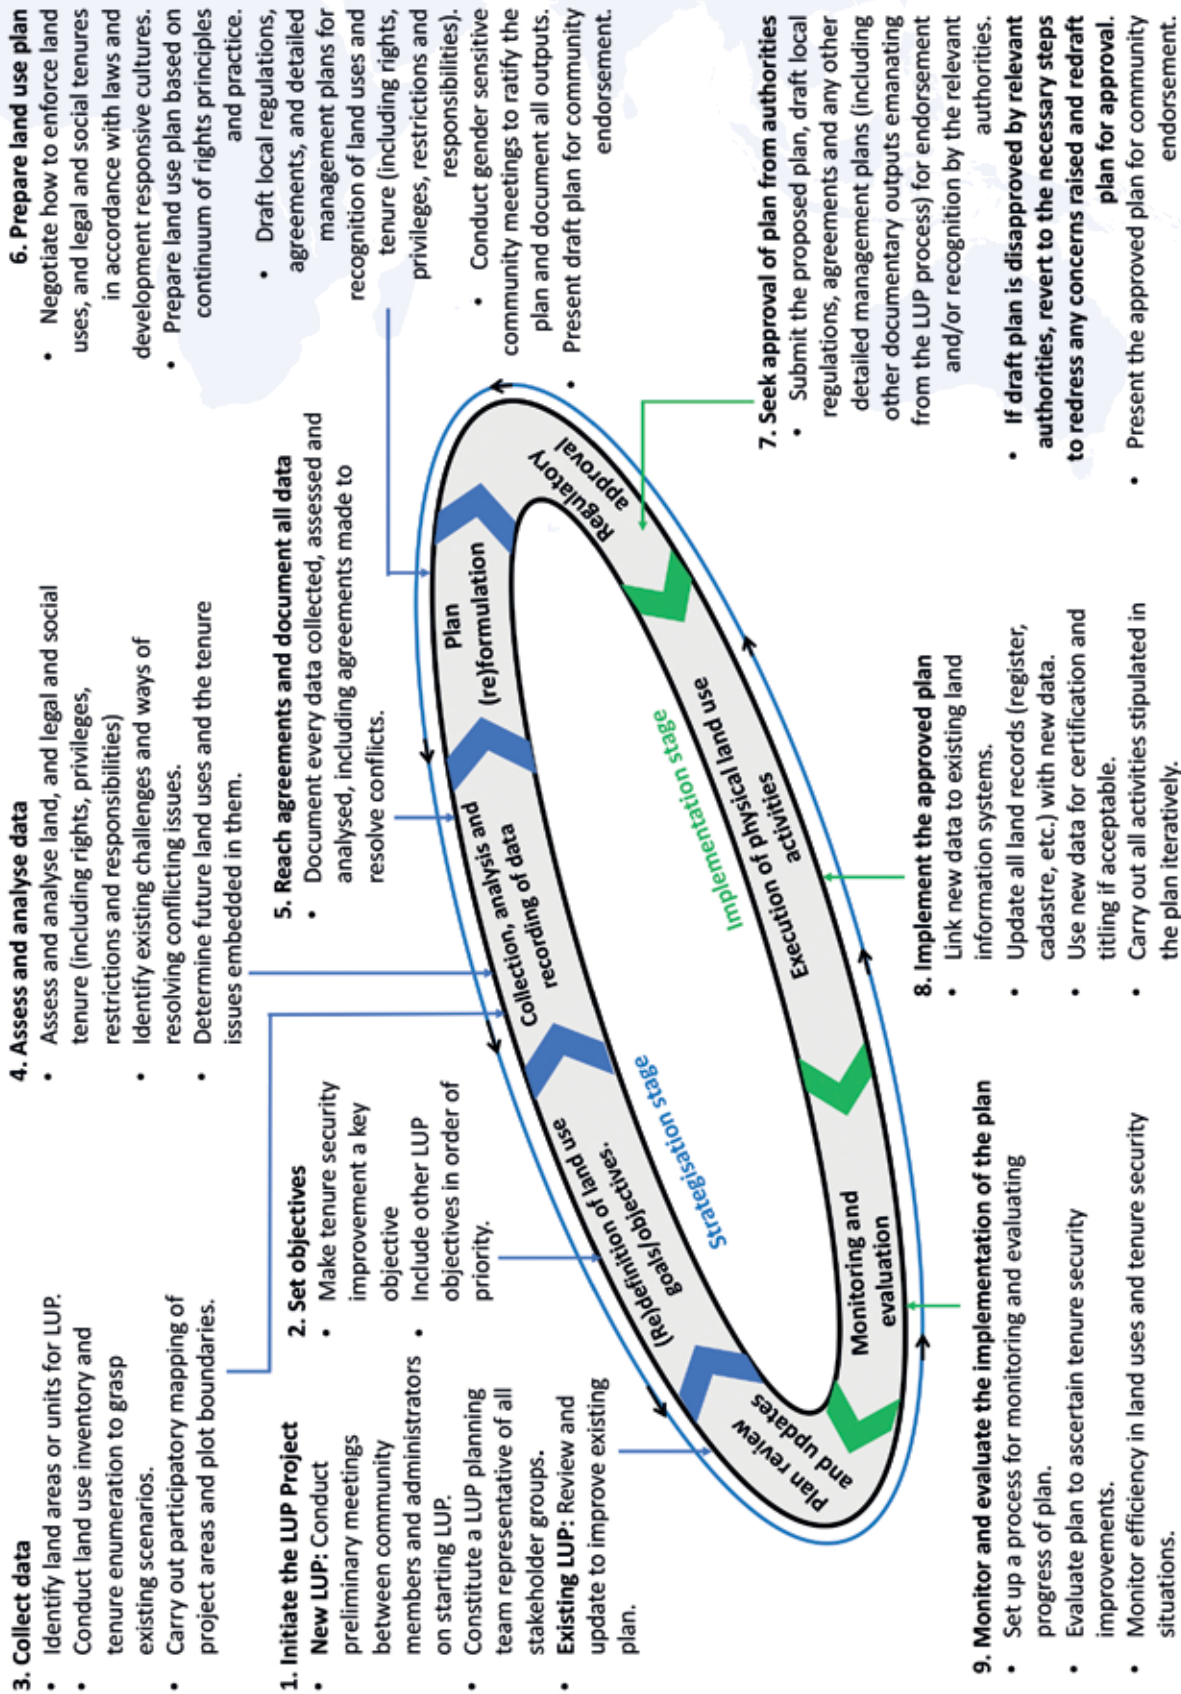 3. Collect data
• Identify land areas or units for LUP.
• Conduct land use inventory and
tenure enumeration to grasp
existing scenarios.
• Carry out participatory mapping of
project areas and plot boundaries.
4. Assess and analyse data
• Assess and analyse land, and legal and social
tenure (including rights, privileges,
restrictions and responsibilities)
• Identify existing challenges and ways of
resolving conflicting issues.
• Determine future land uses and the tenure
issues embedded in them.
6. Prepare land use plan
• Negotiate how to enforce land
uses, and legal and social tenures
in accordance with laws and
development responsive cultures.
• Prepare land use plan based on
continuum of rights principles
and practice.
• Draft local regulations,
agreements, and detailed
management plans for
recognition of land uses and
tenure (including rights,
privileges, restrictions and
responsibilities).
• Conduct gender sensitive
community meetings to ratify the
plan and document all outputs.
• Present draft plan for community
endorsement.
1. Initiate the LUP Project
• New LUP: Conduct
preliminary meetings
between community
members and administrators
on starting LUP.
• Constitute a LUP planning
team representative of all
stakeholder groups.
• Existing LUP: Review and
update to improve existing
plan.
2. Set objectives
• Make tenure security
improvement a key
objective
• Include other LUP
objectives in order of
priority.
5. Reach agreements and document all data
• Document every data collected, assessed and
analysed, including agreements made to
resolve conflicts.
Plan review
and updates
(Re)definition of land use
goals/objectives.
Collection, analysis and
recording of data
Plan
(re)formulation
Regulatory
approval
Strategisation stage
Implementation stage
Execution of physical land use
activities
Monitoring and
evaluation
7. Seek approval of plan from authorities
• Submit the proposed plan, draft local
regulations, agreements and any other
detailed management plans (including
other documentary outputs emanating
from the LUP process) for endorsement
and/or recognition by the relevant
authorities.
• If draft plan is disapproved by relevant
authorities, revert to the necessary steps
to redress any concerns raised and redraft
plan for approval.
• Present the approved plan for community
endorsement.
8. Implement the approved plan
• Link new data to existing land
information systems.
• Update all land records (register,
cadastre, etc.) with new data.
• Use new data for certification and
titling if acceptable.
• Carry out all activities stipulated in
the plan iteratively.
9. Monitor and evaluate the implementation of the plan
• Set up a process for monitoring and evaluating
progress of plan.
• Evaluate plan to ascertain tenure security
improvements.
• Monitor efficiency in land uses and tenure security
situations.